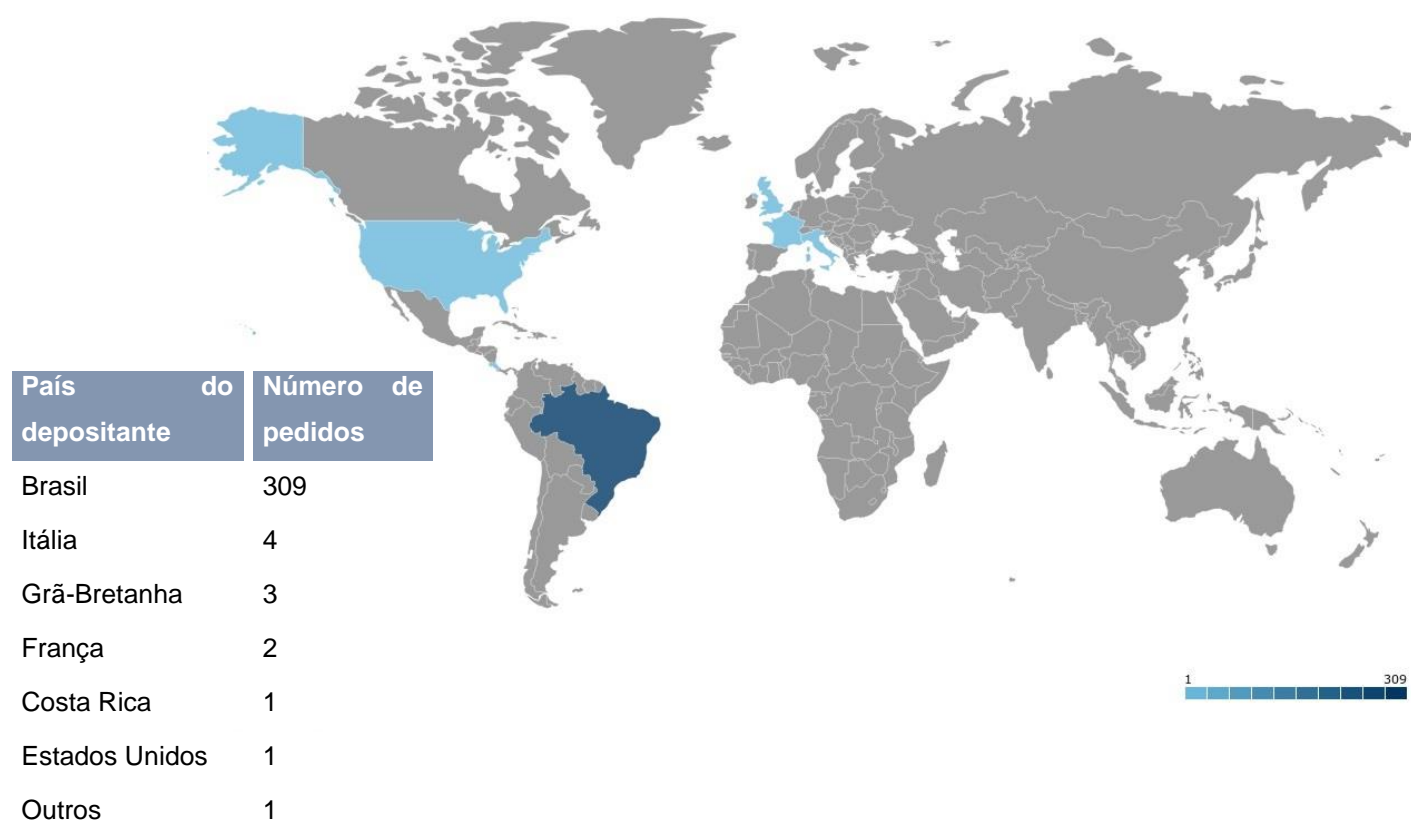 País do depositante
Número de pedidos
Brasil 309
Itália 4
Grã-Bretanha 3
França 2
Costa Rica 1
Estados Unidos 1
Outros 1
1 309